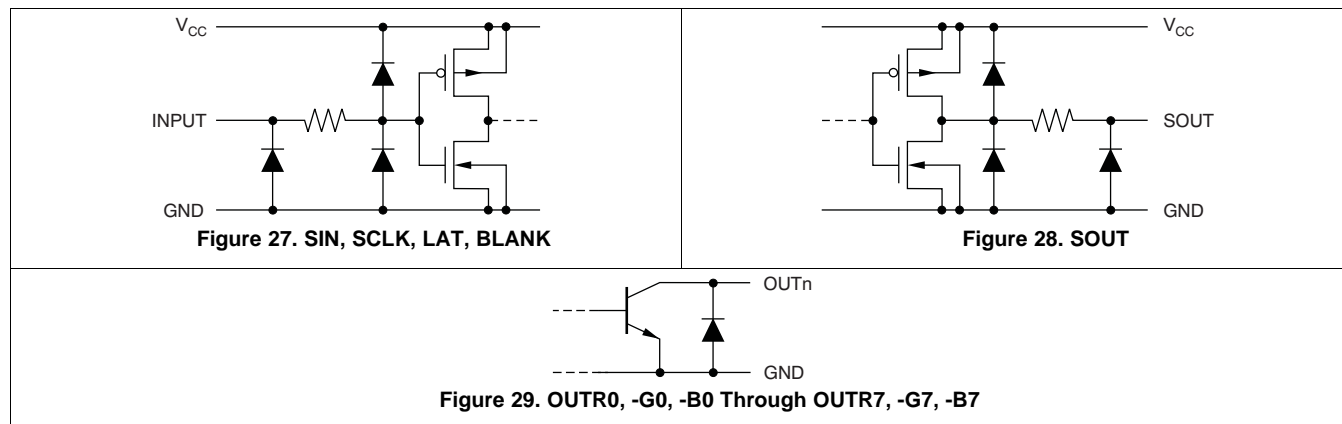 VCC
INPUT
GND
Figure 27. SIN, SCLK, LAT, BLANK
VCC
SOUT
GND
Figure 28. SOUT
OUTn
GND
Figure 29. OUTR0, -G0, -B0 Through OUTR7, -G7, -B7